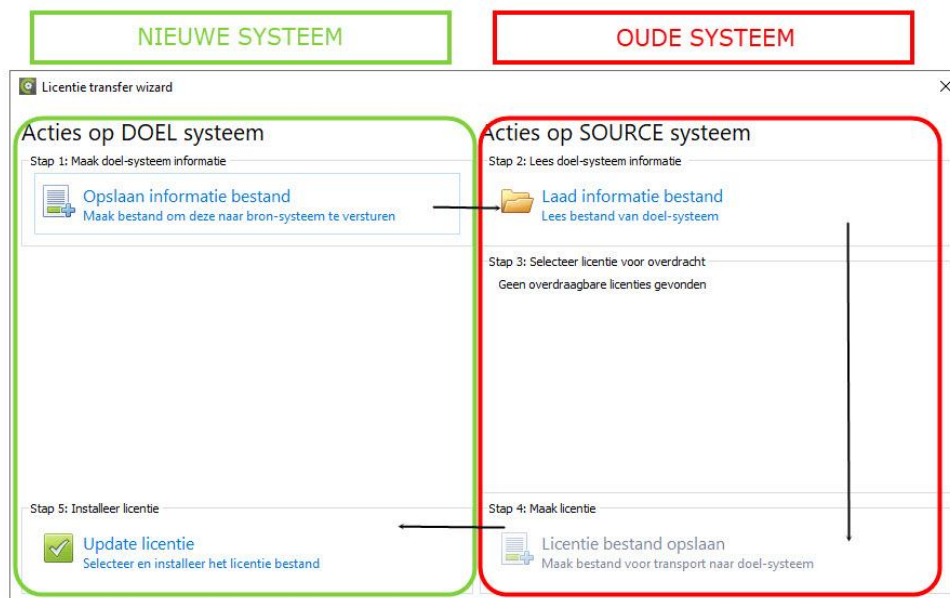 NIEUWE SYSTEEM
OUDE SYSTEEM
Licentie transfer wizard
Acties op DOEL systeem
Stap 1: Maak doel-systeem informatie
Opslaan informatie bestand
Maak bestand om deze naar bron-systeem te versturen
Stap 5: Installeer licentie
Update licentie
Selecteer en installeer het licentie bestand
Acties op SOURCE systeem
Stap 2: Lees doel-systeem informatie
Laad informatie bestand
Lees bestand van doel-systeem
Stap 3: Selecteer licentie voor overdracht
Geen overdraagbare licenties gevonden
Stap 4: Maak licentie
Licentie bestand opslaan
Maak bestand voor transport naar doel-systeem